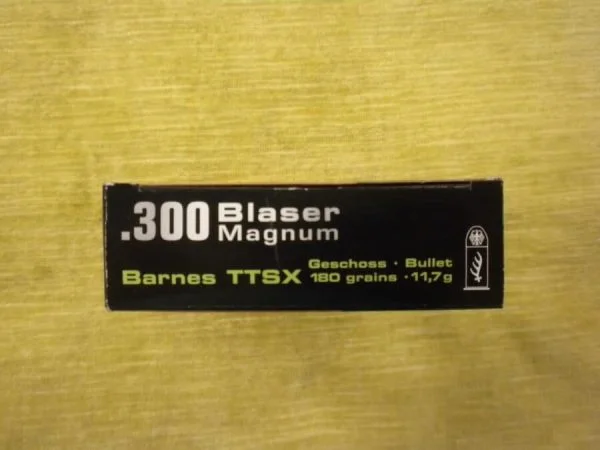 .300 Blaser
Magnum
Barnes TTSX
Geschoss · Bullet
180 grains · 11,7g